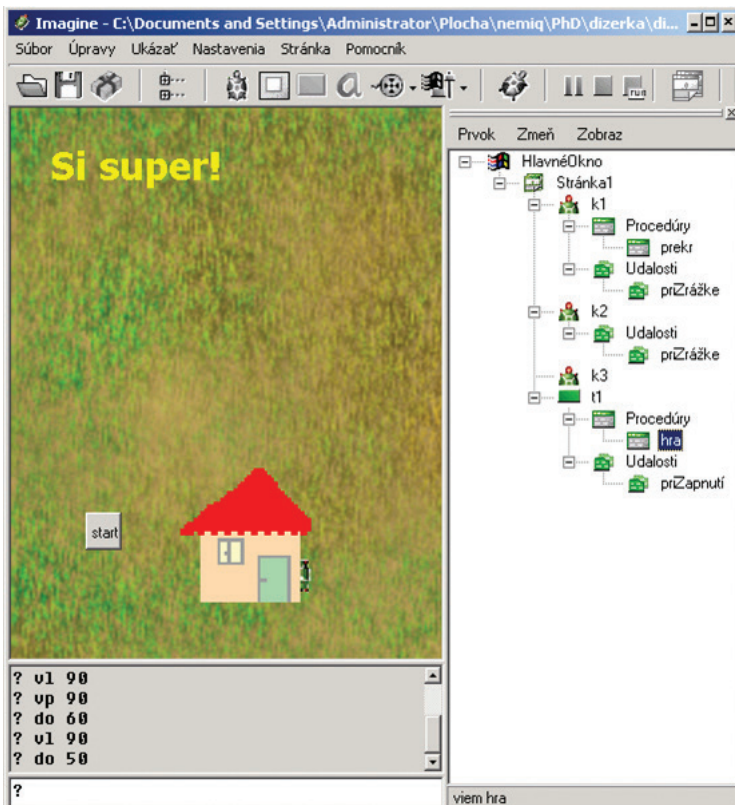 Imagine - C:\Documents and Settings\Administrator\Plocha\nemiq\PhD\dizerka\di...
Súbor Úpravy Ukázať Nastavenia Stránka Pomocník
run
Si super!
start
? vl 90
? vp 90
? do 60
? vl 90
? do 50
?
Prvok Zmeň Zobraz
HlavnéOkno
Stránka1
k1
Procedúry
prekr
Udalosti
priZrážke
k2
Udalosti
priZrážke
k3
t1
Procedúry
hra
Udalosti
priZapnutí
viem hra